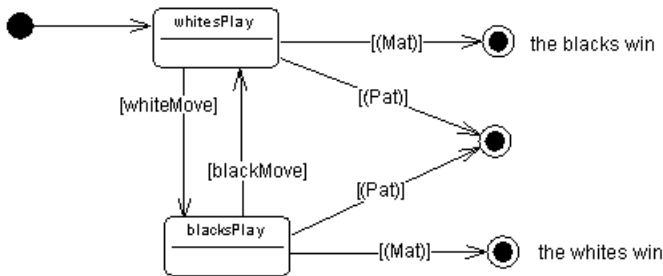 whitesPlay
[(Mat)]
the blacks win
[(Pat)]
[whiteMove]
[blackMove]
[(Pat)]
blacksPlay
[(Mat)]
the whites win